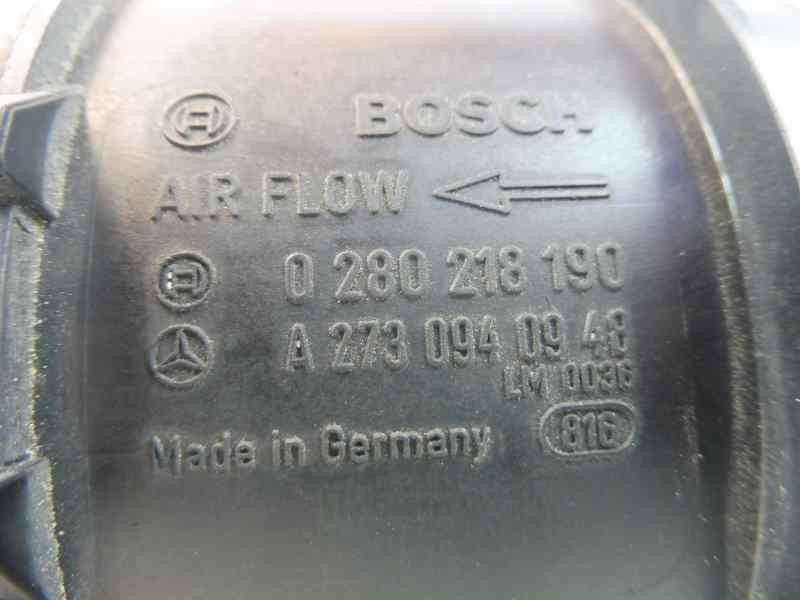 BOSCH
AIR FLOW
0 280 218 190
A 273 094 09 48
LM 0036
Made in Germany 816